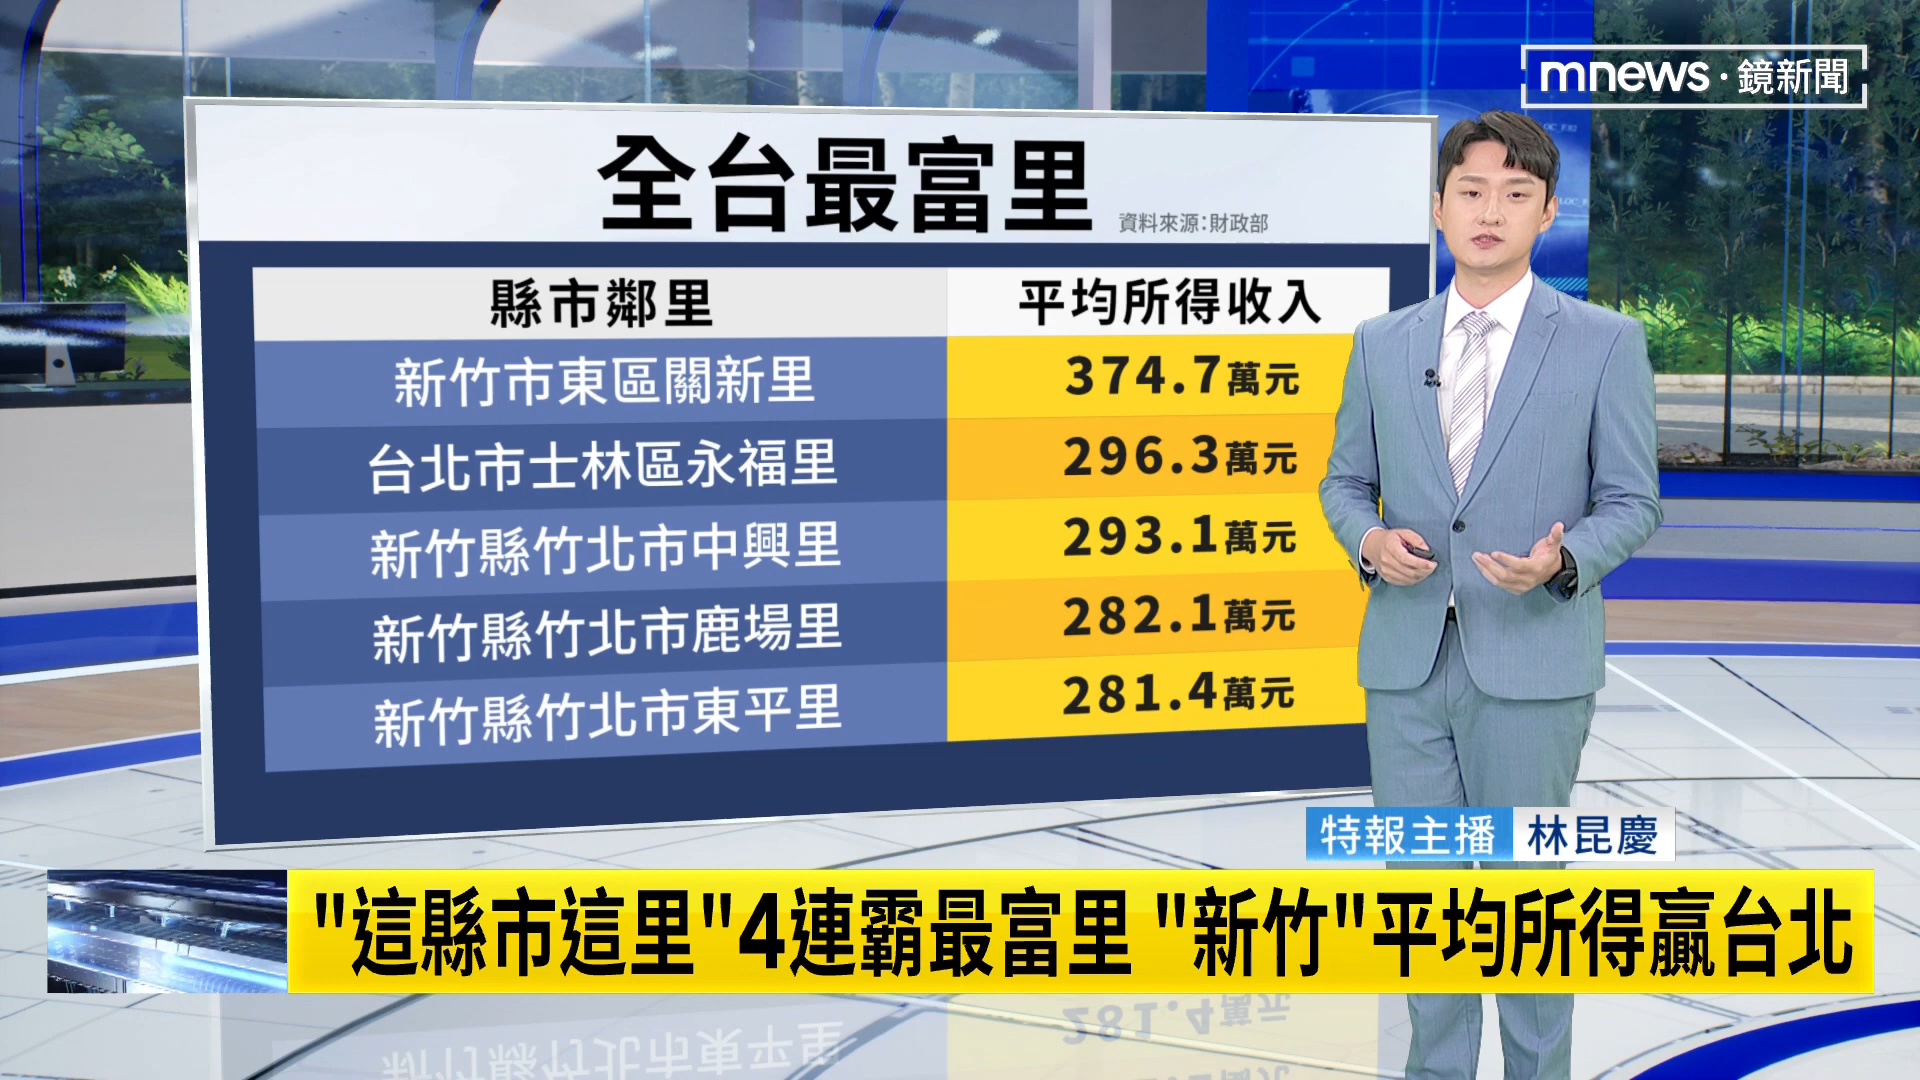 mnews·鏡新聞
全台最富里
資料來源:財政部
縣市鄰里 平均所得收入
新竹市東區關新里 374.7萬元
台北市士林區永福里 296.3萬元
新竹縣竹北市中興里 293.1萬元
新竹縣竹北市鹿場里 282.1萬元
新竹縣竹北市東平里 281.4萬元
特報主播 林昆慶
"這縣市這里"4連霸最富里 "新竹"平均所得贏台北